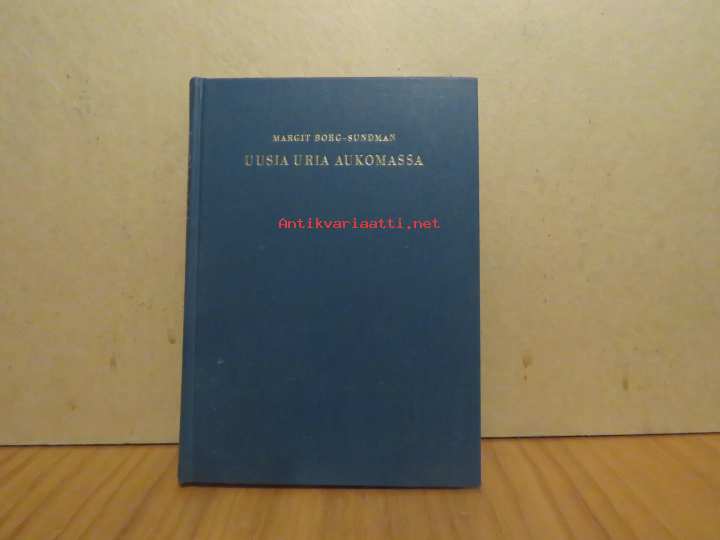 MARGIT BORG-SUNDMAN
UUSIA URIA AUKOMASSA
Antikvariaatti.net